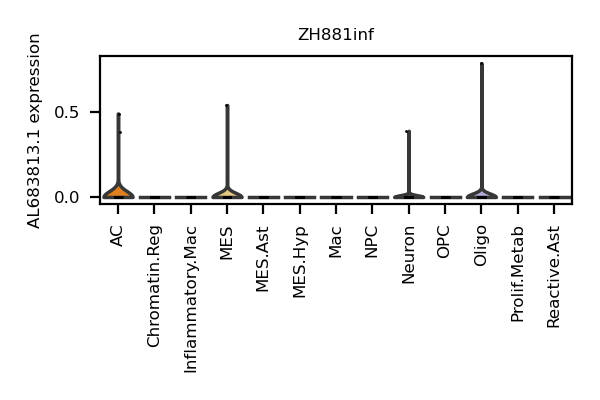 ZH881inf
AL683813.1 expression
0.5
0.0
AC
Chromatin.Reg
Inflammatory.Mac
MES
MES.Ast
MES.Hyp
Mac
NPC
Neuron
OPC
Oligo
Prolif.Metab
Reactive.Ast